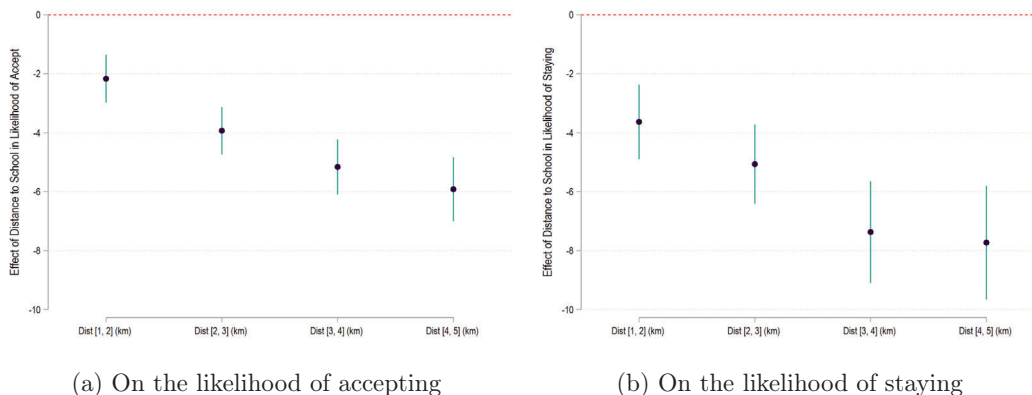 Effect of Distance to School in Likelihood of Accept
0
-2
-4
-6
-8
-10
Dist [1, 2] (km)
Dist [2, 3] (km)
Dist [3, 4] (km)
Dist [4, 5] (km)
(a) On the likelihood of accepting
Effect of Distance to School in Likelihood of Staying
0
-2
-4
-6
-8
-10
Dist [1, 2] (km)
Dist [2, 3] (km)
Dist [3, 4] (km)
Dist [4, 5] (km)
(b) On the likelihood of staying